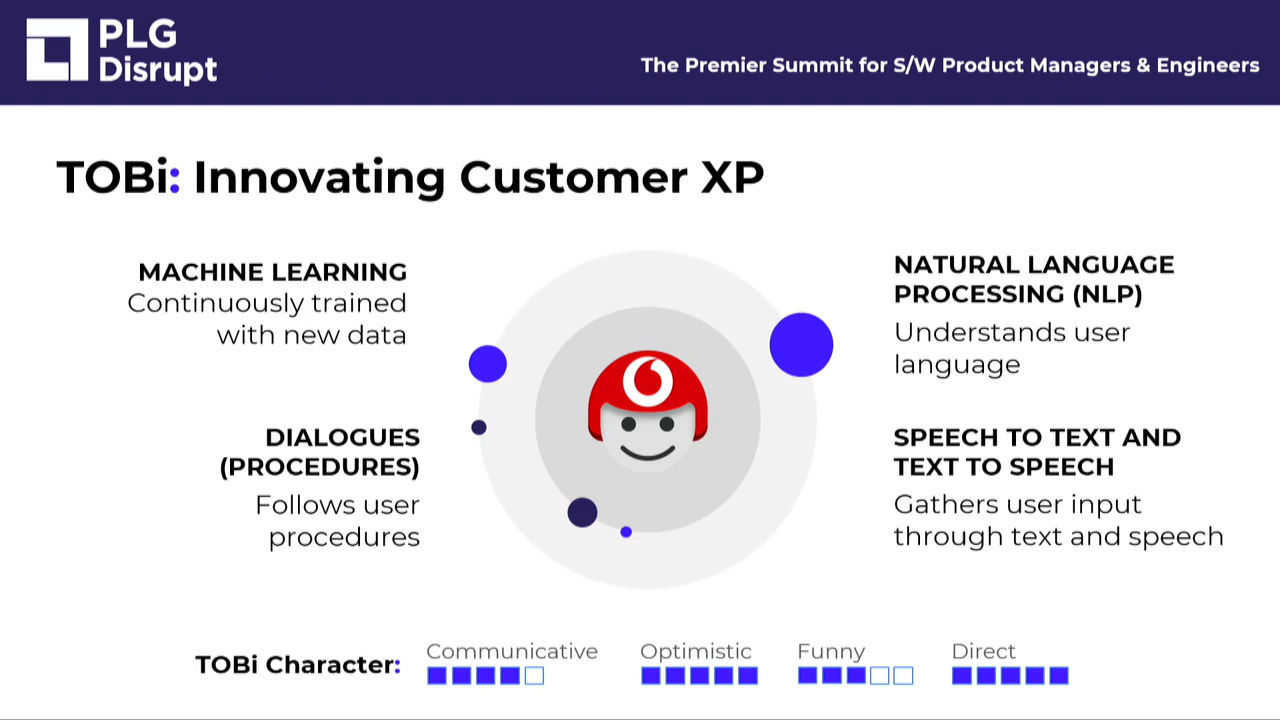 PLG
Disrupt
The Premier Summit for S/W Product Managers & Engineers
TOBi: Innovating Customer XP
MACHINE LEARNING
Continuously trained
with new data
DIALOGUES
(PROCEDURES)
Follows user
procedures
NATURAL LANGUAGE
PROCESSING (NLP)
Understands user
language
SPEECH TO TEXT AND
TEXT TO SPEECH
Gathers user input
through text and speech
TOBi Character:
Communicative
Optimistic
Funny
Direct